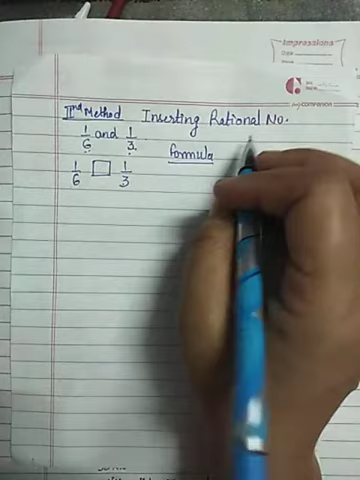 Impressions
IInd Method Inserting Rational No.
1/6 and 1/3.
Formula
1/6 □ 1/3